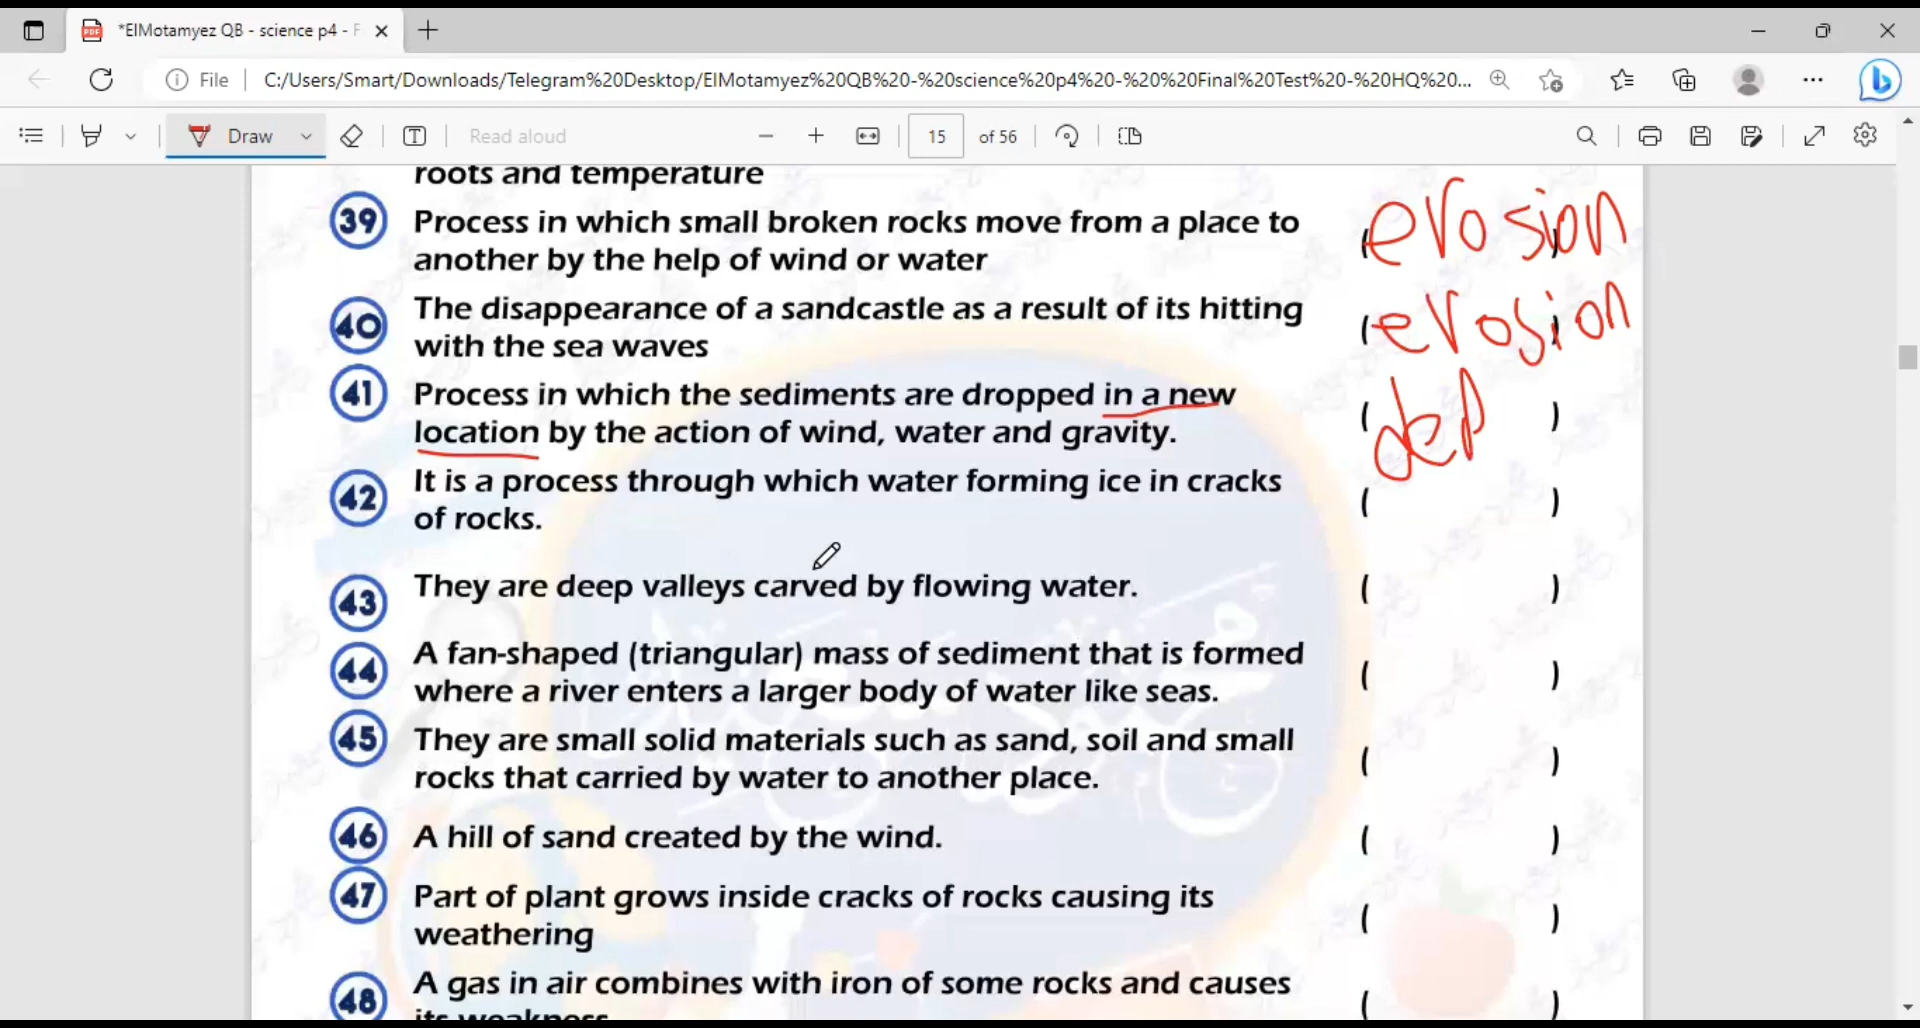 *ElMotamyez QB - science p4 - F
File
C:/Users/Smart/Downloads/Telegram%20Desktop/ElMotamyez%20QB%20-%20science%20p4%20-%20%20Final%20Test%20-%20HQ%20...
Draw
Read aloud
15 of 56
roots and temperature
39 Process in which small broken rocks move from a place to
another by the help of wind or water
( erosion )
40 The disappearance of a sandcastle as a result of its hitting
with the sea waves
( erosion )
41 Process in which the sediments are dropped in a new
location by the action of wind, water and gravity.
( dep )
42 It is a process through which water forming ice in cracks
of rocks.
( )
43 They are deep valleys carved by flowing water. ( )
44 A fan-shaped (triangular) mass of sediment that is formed
where a river enters a larger body of water like seas.
( )
45 They are small solid materials such as sand, soil and small
rocks that carried by water to another place.
( )
46 A hill of sand created by the wind. ( )
47 Part of plant grows inside cracks of rocks causing its
weathering
( )
48 A gas in air combines with iron of some rocks and causes
its weakness
( )